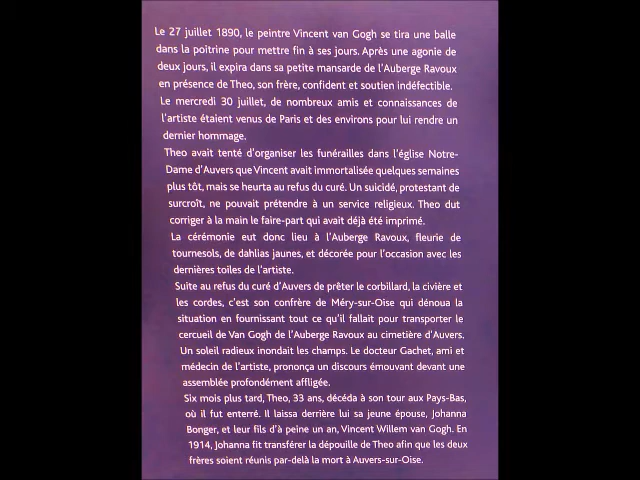 Le 27 juillet 1890, le peintre Vincent van Gogh se tira une balle
dans la poitrine pour mettre fin à ses jours. Après une agonie de
deux jours, il expira dans sa petite mansarde de l'Auberge Ravoux
en présence de Theo, son frère, confident et soutien indéfectible.
Le mercredi 30 juillet, de nombreux amis et connaissances de
l'artiste étaient venus de Paris et des environs pour lui rendre un
dernier hommage.
Theo avait tenté d'organiser les funérailles dans l'église Notre-
Dame d'Auvers que Vincent avait immortalisée quelques semaines
plus tôt, mais se heurta au refus du curé. Un suicidé, protestant de
surcroît, ne pouvait prétendre à un service religieux. Theo dut
corriger à la main le faire-part qui avait déjà été imprimé.
La cérémonie eut donc lieu à l'Auberge Ravoux, fleurie de
tournesols, de dahlias jaunes, et décorée pour l'occasion avec les
dernières toiles de l'artiste.
Suite au refus du curé d'Auvers de prêter le corbillard, la civière et
les cordes, c'est son confrère de Méry-sur-Oise qui dénoua la
situation en fournissant tout ce qu'il fallait pour transporter le
cercueil de Van Gogh de l'Auberge Ravoux au cimetière d'Auvers.
Un soleil radieux inondait les champs. Le docteur Gachet, ami et
médecin de l'artiste, prononça un discours émouvant devant une
assemblée profondément affligée.
Six mois plus tard, Theo, 33 ans, décéda à son tour aux Pays-Bas,
où il fut enterré. Il laissa derrière lui sa jeune épouse, Johanna
Bonger, et leur fils d'à peine un an, Vincent Willem van Gogh. En
1914, Johanna fit transférer la dépouille de Theo afin que les deux
frères soient réunis par-delà la mort à Auvers-sur-Oise.